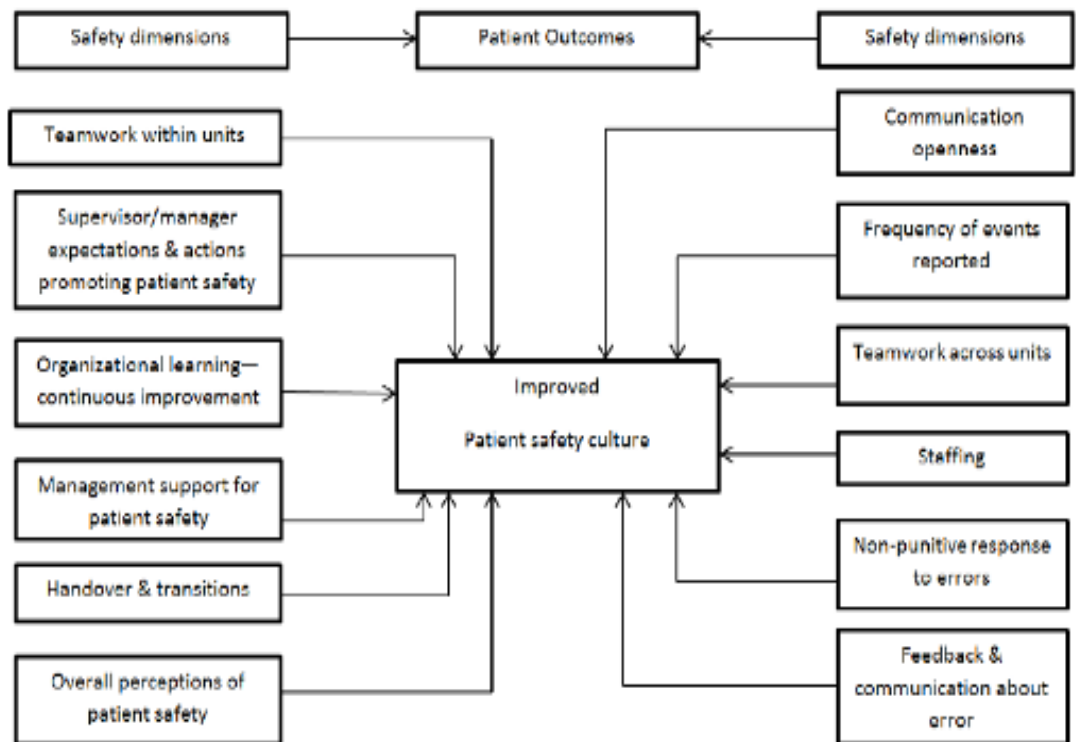 Safety dimensions
Patient Outcomes
Safety dimensions
Teamwork within units
Supervisor/manager
expectations & actions
promoting patient safety
Organizational learning—
continuous improvement
Management support for
patient safety
Handover & transitions
Overall perceptions of
patient safety
Improved
Patient safety culture
Communication
openness
Frequency of events
reported
Teamwork across units
Staffing
Non-punitive response
to errors
Feedback &
communication about
error